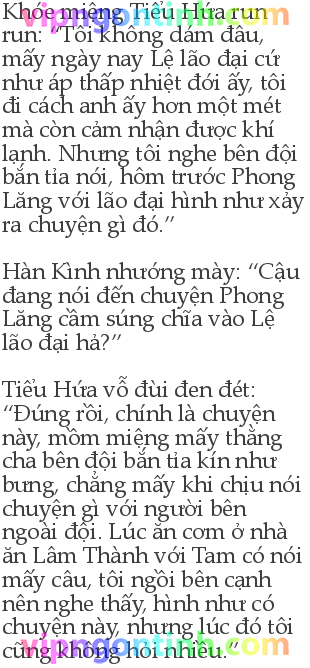 Khóe miệng Tiểu Hứa run
run: “Tôi không dám đâu,
mấy ngày nay Lệ lão đại cứ
như áp thấp nhiệt đới ấy, tôi
đi cách anh ấy hơn một mét
mà còn cảm nhận được khí
lạnh. Nhưng tôi nghe bên đội
bắn tỉa nói, hôm trước Phong
Lăng với lão đại hình như xảy
ra chuyện gì đó.”
Hàn Kình nhướng mày: “Cậu
đang nói đến chuyện Phong
Lăng cầm súng chĩa vào Lệ
lão đại hả?”
Tiểu Hứa vỗ đùi đen đét:
“Đúng rồi, chính là chuyện
này, mồm miệng mấy thằng
cha bên đội bắn tỉa kín như
bưng, chẳng mấy khi chịu nói
chuyện gì với người bên
ngoài đội. Lúc ăn cơm ở nhà
ăn Lâm Thành với Tam có nói
mấy câu, tôi ngồi bên cạnh
nên nghe thấy, hình như có
chuyện này, nhưng lúc đó tôi
cũng không hỏi nhiều.”
vipngontinh.com
vipngontinh.com